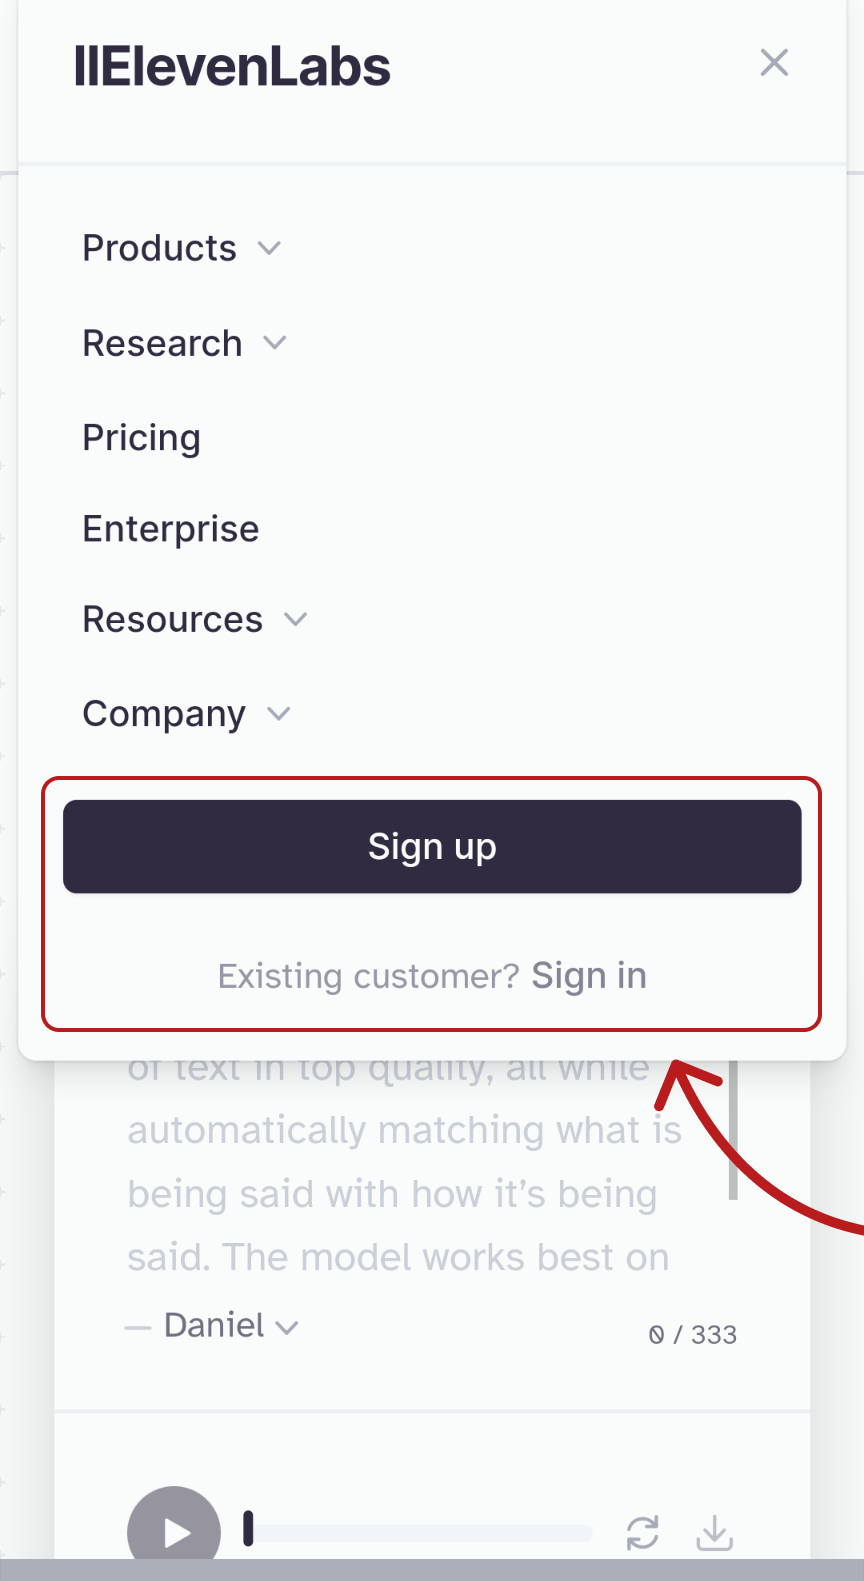 IIElevenLabs
Products
Research
Pricing
Enterprise
Resources
Company
Sign up
Existing customer? Sign in
of text in top quality, all while
automatically matching what is
being said with how it’s being
said. The model works best on
— Daniel
0 / 333